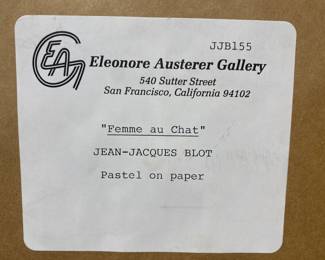 JJB155
EAG
Eleonore Austerer Gallery
540 Sutter Street
San Francisco, California 94102
"Femme au Chat"
JEAN-JACQUES BLOT
Pastel on paper